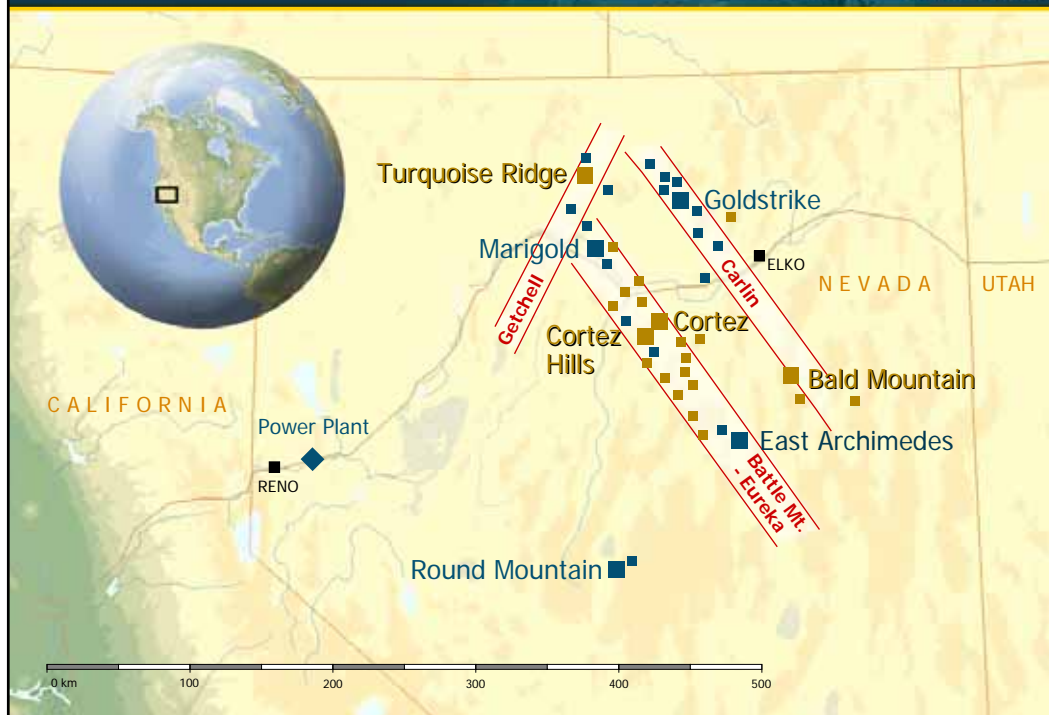 Turquoise Ridge
Goldstrike
Marigold
ELKO
Carlin
NEVADA
UTAH
Getchell
Cortez
Cortez
Hills
Bald Mountain
CALIFORNIA
Power Plant
East Archimedes
RENO
Battle Mt.
- Eureka
Round Mountain
0 km
100
200
300
400
500